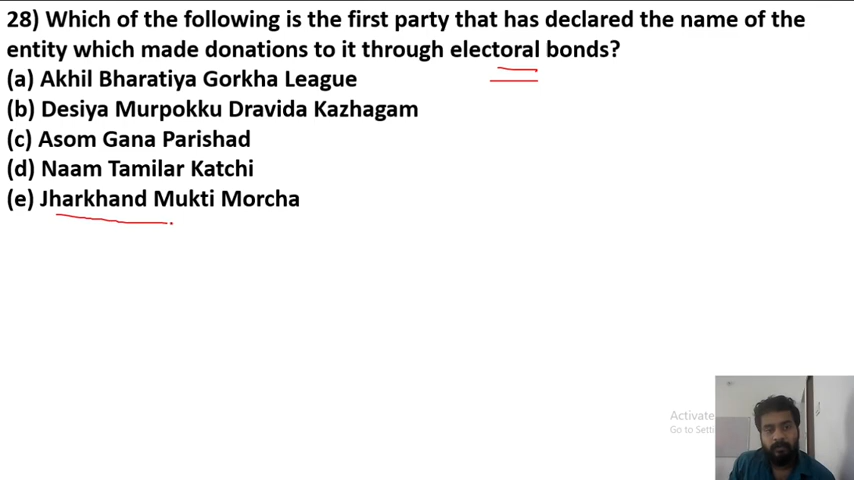 28) Which of the following is the first party that has declared the name of the
entity which made donations to it through electoral bonds?
(a) Akhil Bharatiya Gorkha League
(b) Desiya Murpokku Dravida Kazhagam
(c) Asom Gana Parishad
(d) Naam Tamilar Katchi
(e) Jharkhand Mukti Morcha
Activate
Go to Setti